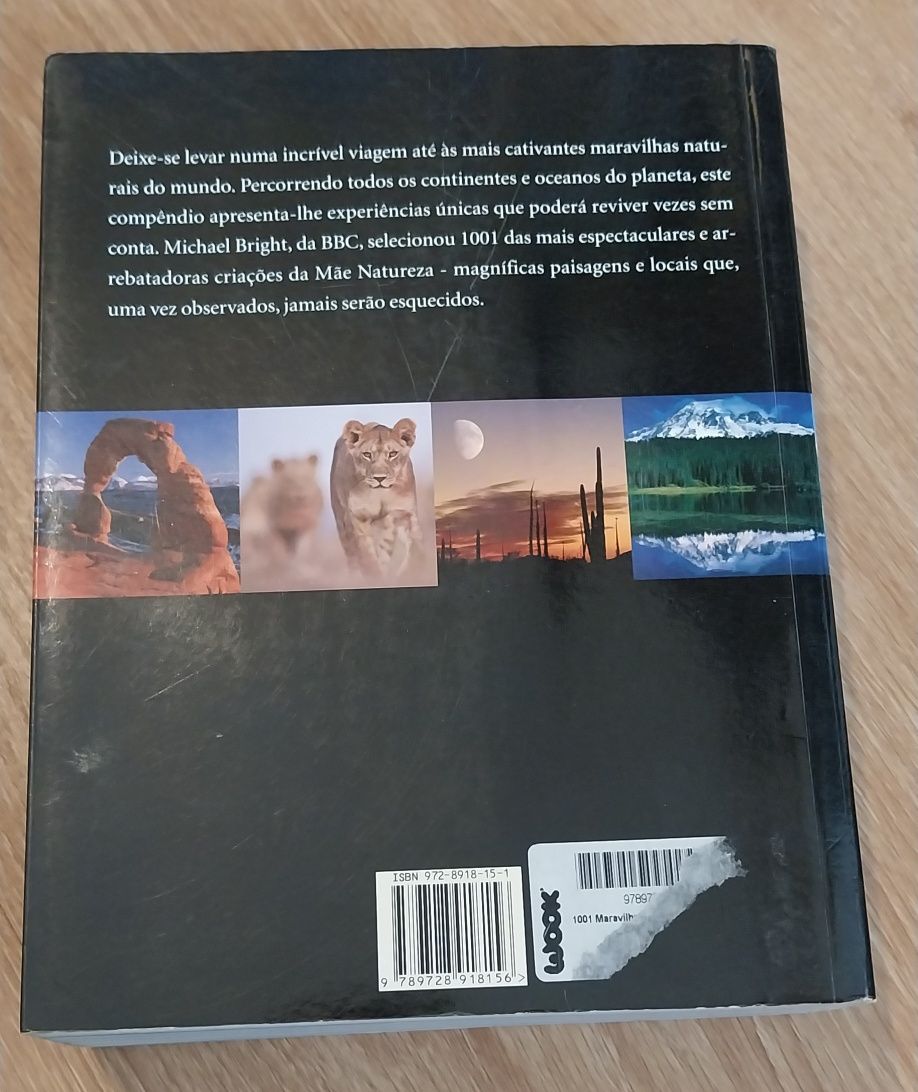 Deixe-se levar numa incrível viagem até às mais cativantes maravilhas natu-
rais do mundo. Percorrendo todos os continentes e oceanos do planeta, este
compêndio apresenta-lhe experiências únicas que poderá reviver vezes sem
conta. Michael Bright, da BBC, selecionou 1001 das mais espectaculares e ar-
rebatadoras criações da Mãe Natureza - magníficas paisagens e locais que,
uma vez observados, jamais serão esquecidos.
ISBN 972-8918-15-1
9 789728 918156 >
wook
1001